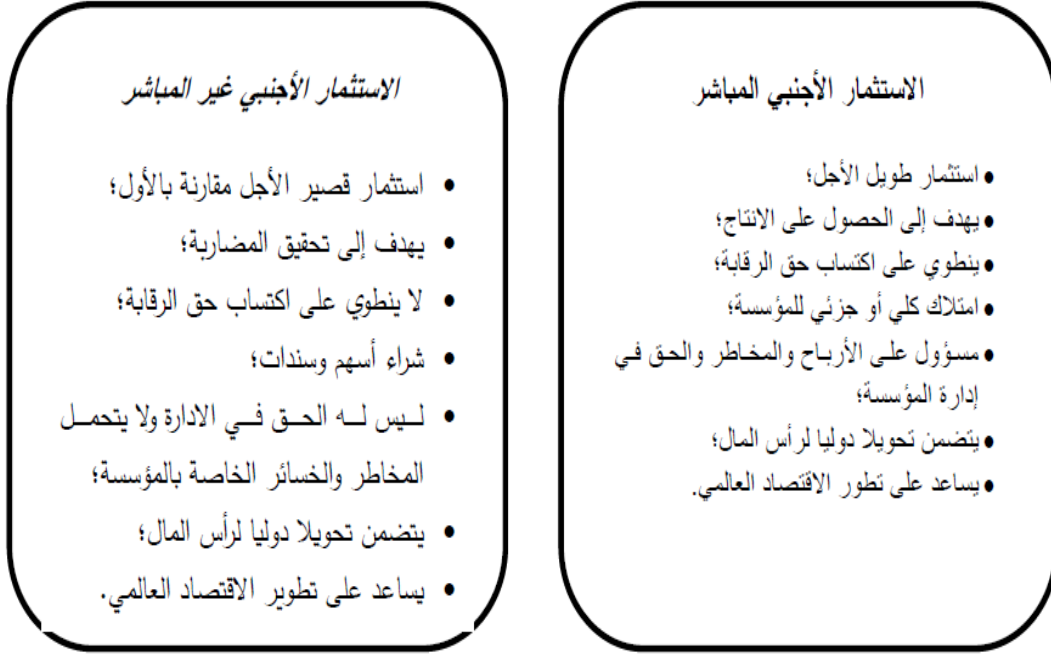 الاستثمار الأجنبي المباشر
• استثمار طويل الأجل؛
• يهدف إلى الحصول على الانتاج؛
• ينطوي على اكتساب حق الرقابة؛
• امتلاك كلي أو جزئي للمؤسسة؛
• مسؤول على الأرباح والمخاطر والحق في
إدارة المؤسسة؛
• يتضمن تحويلا دوليا لرأس المال؛
• يساعد على تطور الاقتصاد العالمي.
الاستثمار الأجنبي غير المباشر
• استثمار قصير الأجل مقارنة بالأول؛
• يهدف إلى تحقيق المضاربة؛
• لا ينطوي على اكتساب حق الرقابة؛
• شراء أسهم وسندات؛
• ليس له الحق في الادارة ولا يتحمل
المخاطر والخسائر الخاصة بالمؤسسة؛
• يتضمن تحويلا دوليا لرأس المال؛
• يساعد على تطوير الاقتصاد العالمي.